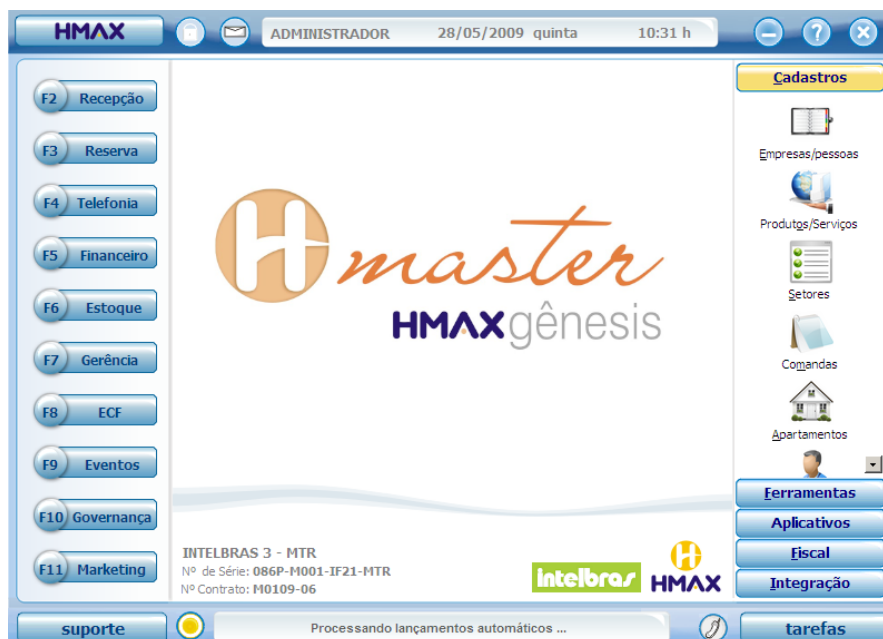 HMAX
ADMINISTRADOR 28/05/2009 quinta 10:31 h
F2 Recepção
F3 Reserva
F4 Telefonia
F5 Financeiro
F6 Estoque
F7 Gerência
F8 ECF
F9 Eventos
F10 Governança
F11 Marketing
H master
HMAX gênesis
INTELBRAS 3 - MTR
Nº de Série: 086P-M001-IF21-MTR
Nº Contrato: M0109-06
intelbras
H
HMAX
Cadastros
Empresas/pessoas
Produtos/Serviços
Setores
Comandas
Apartamentos
Ferramentas
Aplicativos
Fiscal
Integração
suporte
Processando lançamentos automáticos ...
tarefas